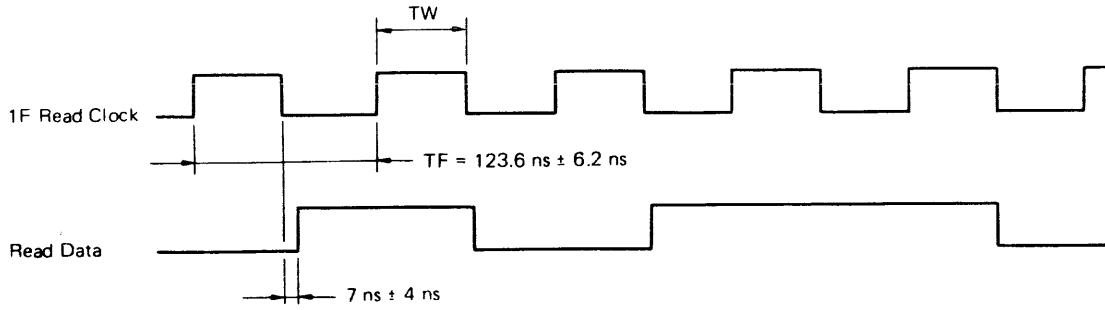 TW
1F Read Clock
TF = 123.6 ns ± 6.2 ns
Read Data
7 ns ± 4 ns